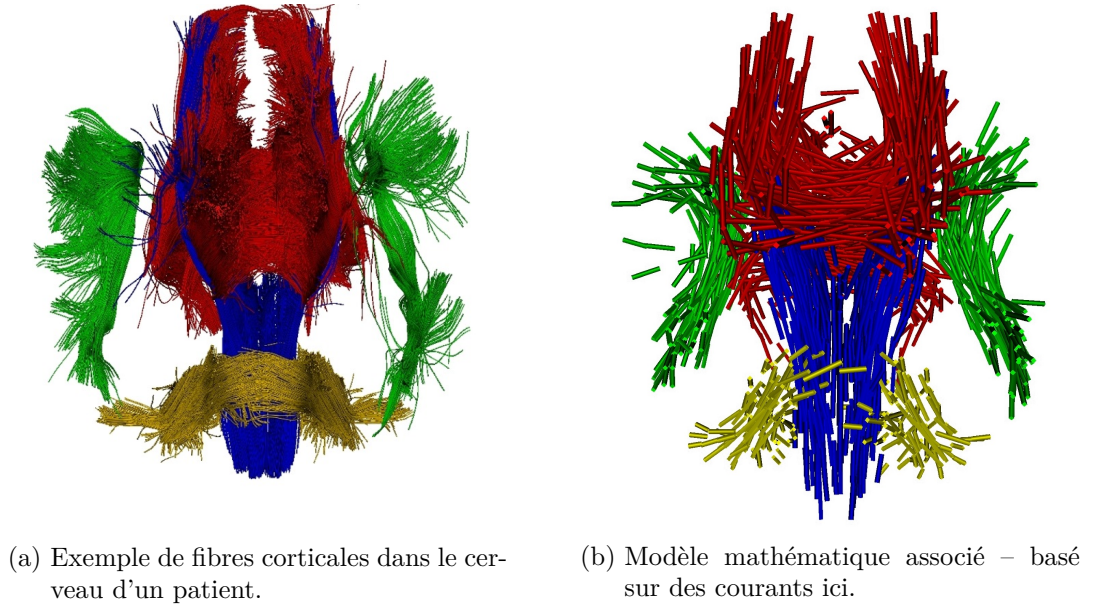 (a) Exemple de fibres corticales dans le cer-
veau d'un patient.
(b) Modèle mathématique associé – basé
sur des courants ici.